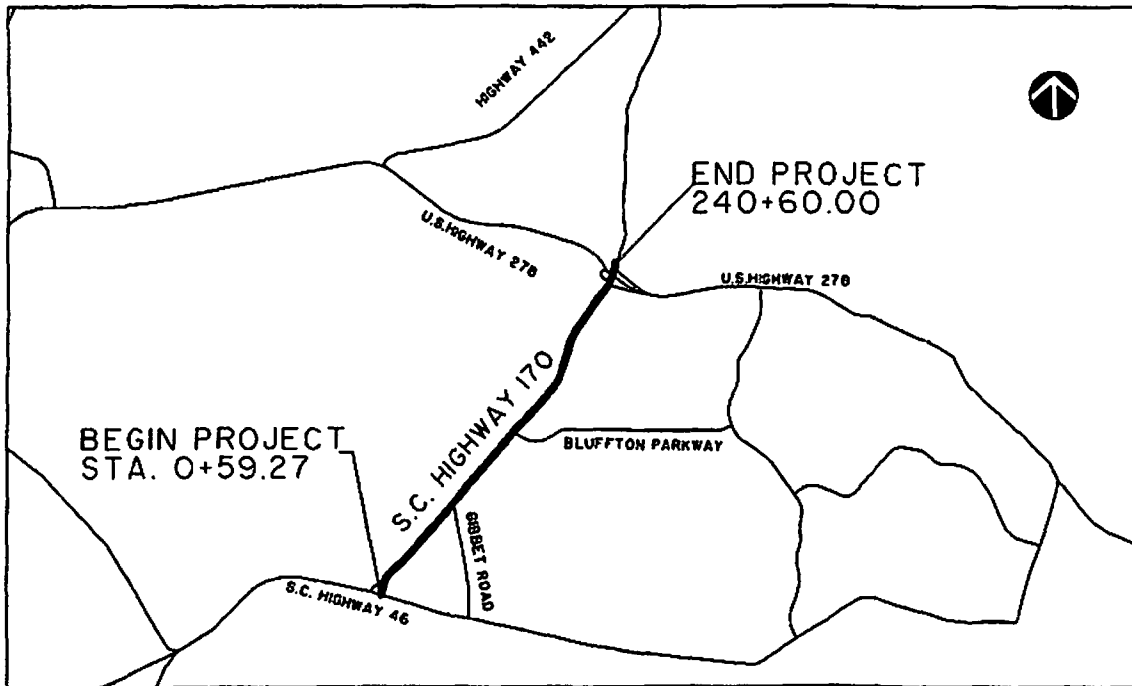 HIGHWAY 442
END PROJECT
240+60.00
U.S.HIGHWAY 278
U.S.HIGHWAY 278
S.C. HIGHWAY 170
BEGIN PROJECT
STA. 0+59.27
BLUFFTON PARKWAY
GIBBET ROAD
S.C. HIGHWAY 46